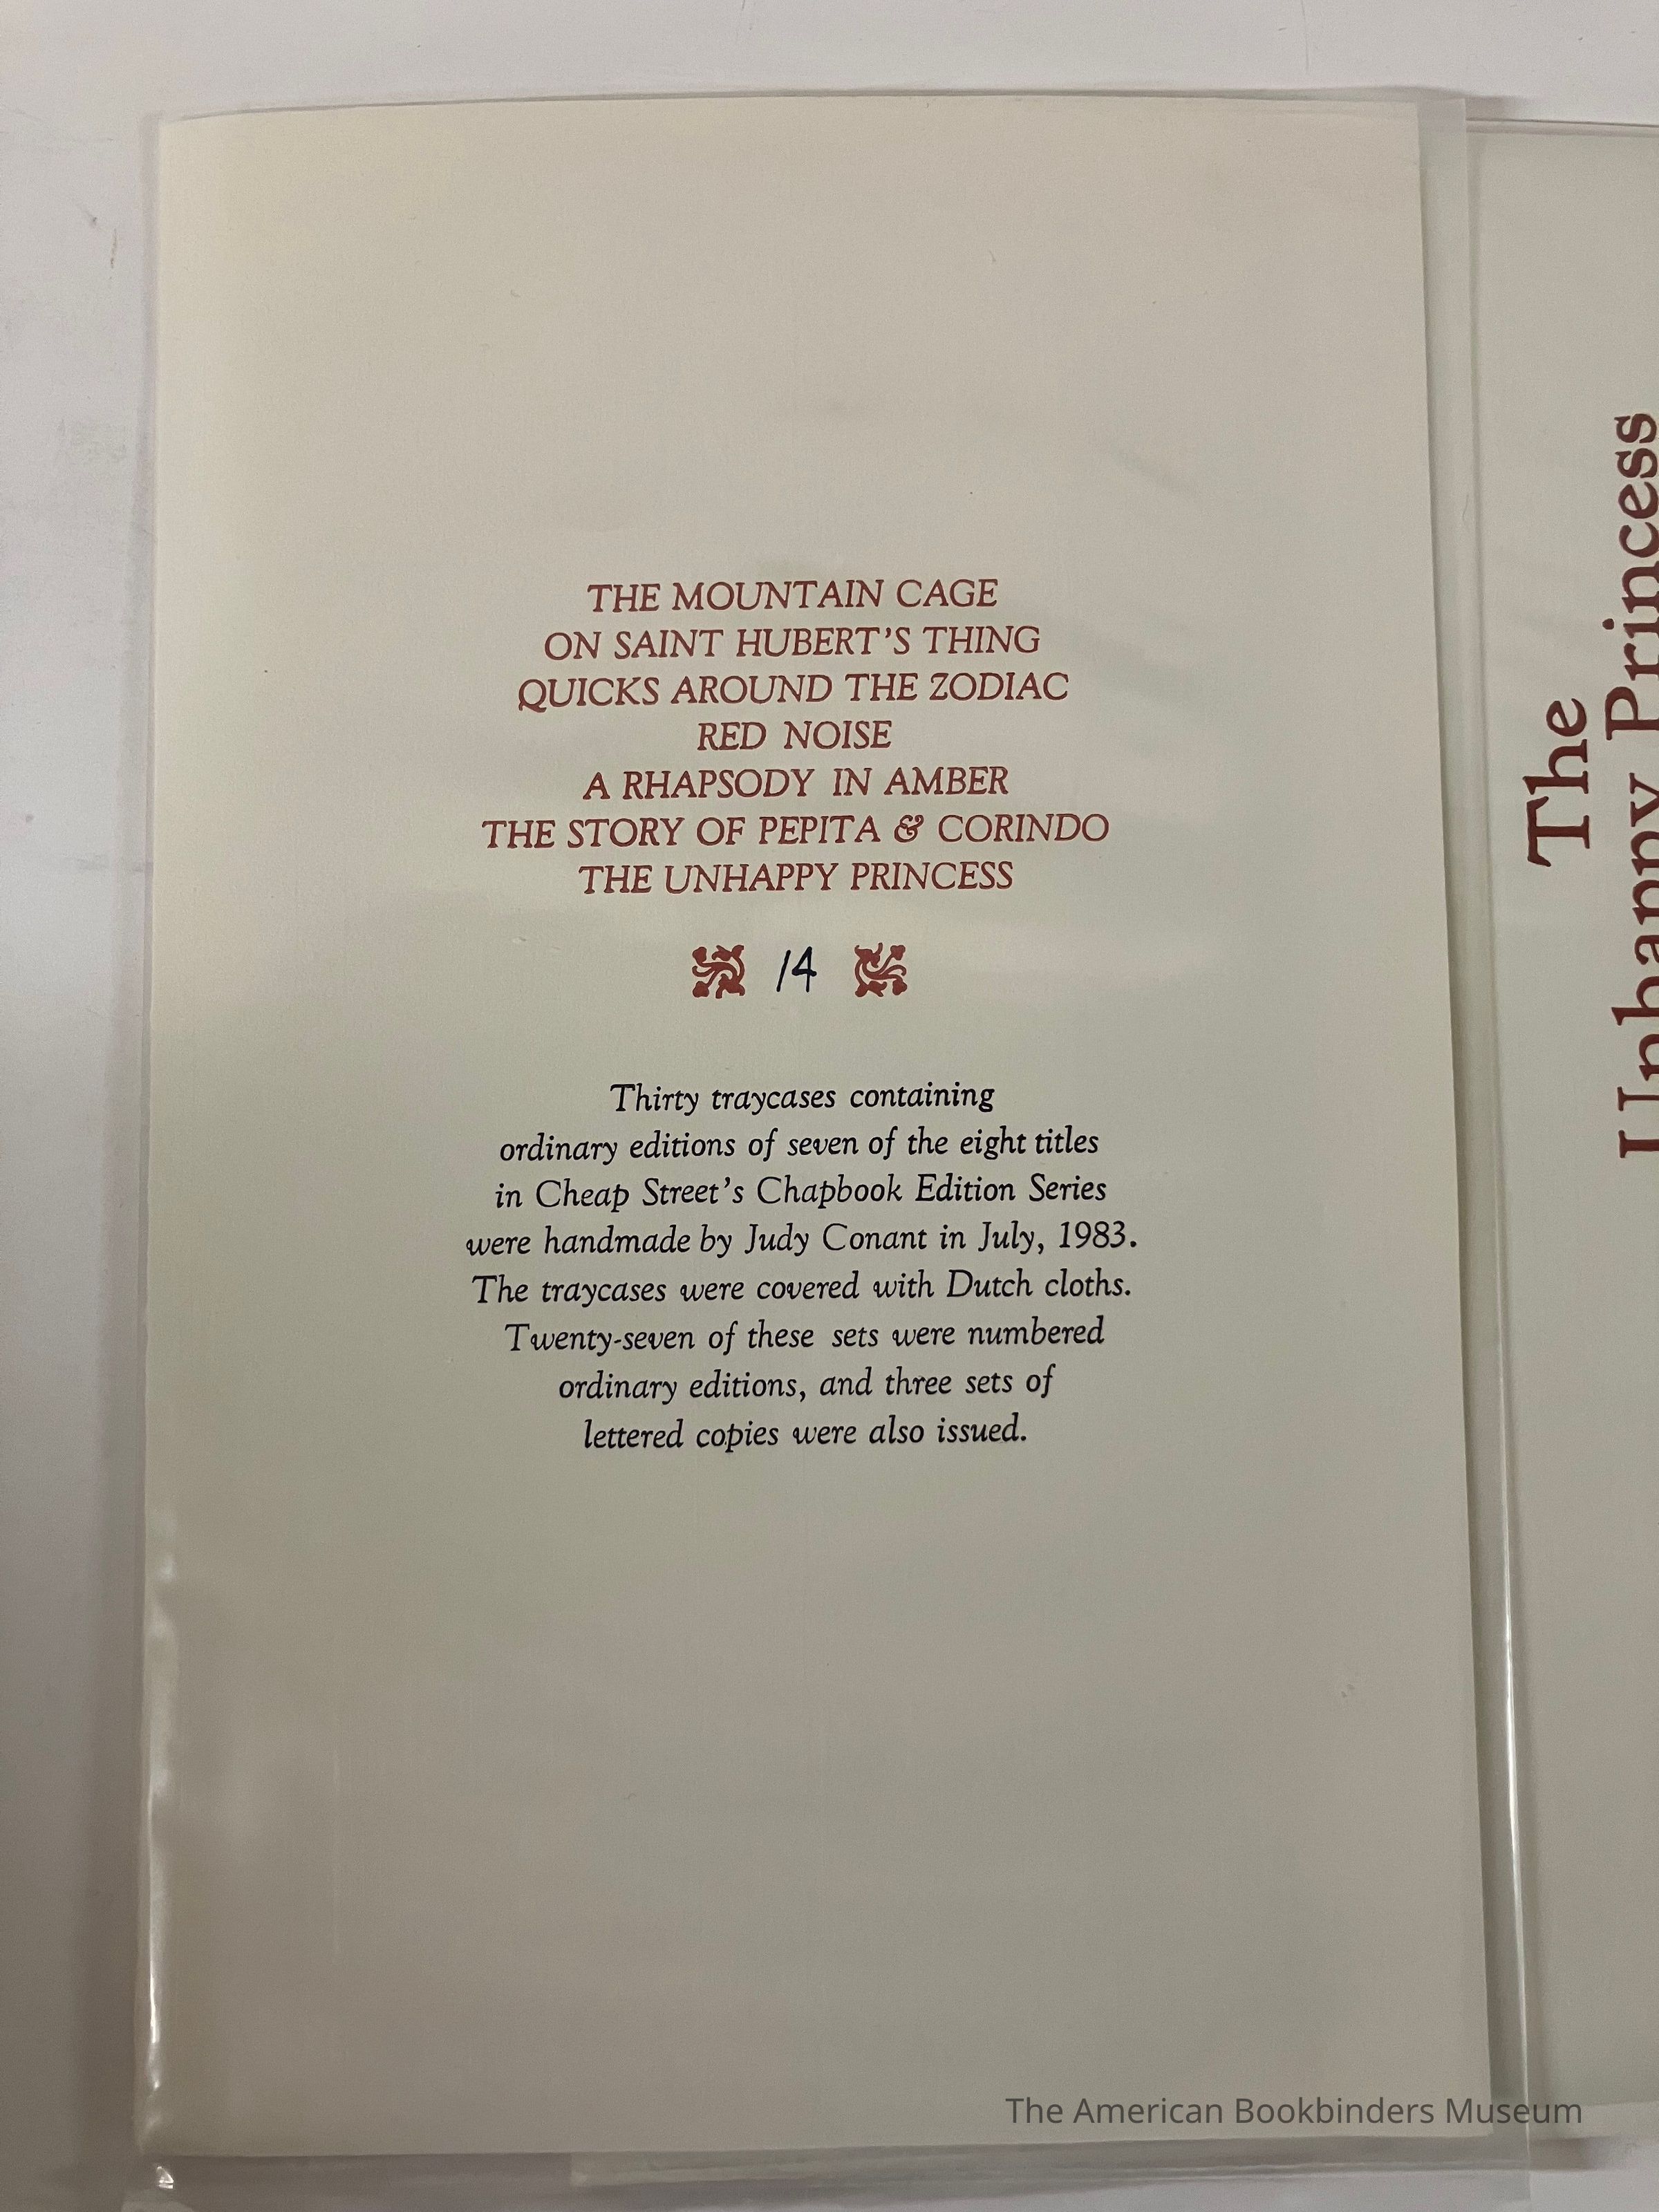 THE MOUNTAIN CAGE
ON SAINT HUBERT'S THING
QUICKS AROUND THE ZODIAC
RED NOISE
A RHAPSODY IN AMBER
THE STORY OF PEPITA & CORINDO
THE UNHAPPY PRINCESS
14
Thirty traycases containing
ordinary editions of seven of the eight titles
in Cheap Street's Chapbook Edition Series
were handmade by Judy Conant in July, 1983.
The traycases were covered with Dutch cloths.
Twenty-seven of these sets were numbered
ordinary editions, and three sets of
lettered copies were also issued.
The
Unhappy Princess
The American Bookbinders Museum